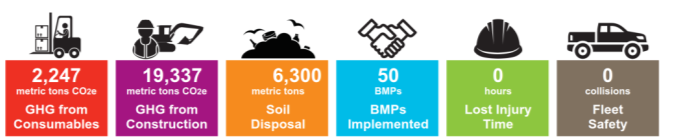 2,247
metric tons CO2e
GHG from
Consumables
19,337
metric tons CO2e
GHG from
Construction
6,300
metric tons
Soil
Disposal
50
BMPs
BMPs
Implemented
0
hours
Lost Injury
Time
0
collisions
Fleet
Safety